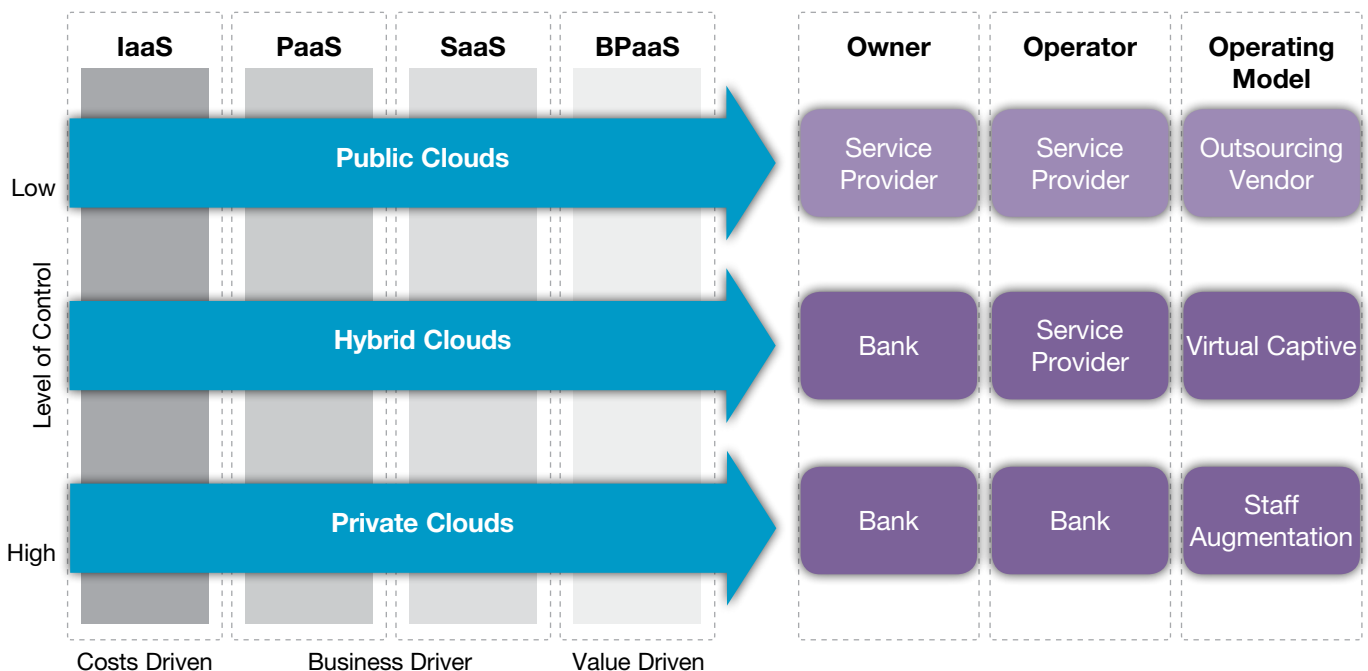 IaaS
PaaS
SaaS
BPaaS
Owner
Operator
Operating
Model
Low
Level of Control
High
Public Clouds
Service
Provider
Service
Provider
Outsourcing
Vendor
Hybrid Clouds
Bank
Service
Provider
Virtual Captive
Private Clouds
Bank
Bank
Staff
Augmentation
Costs Driven
Business Driver
Value Driven